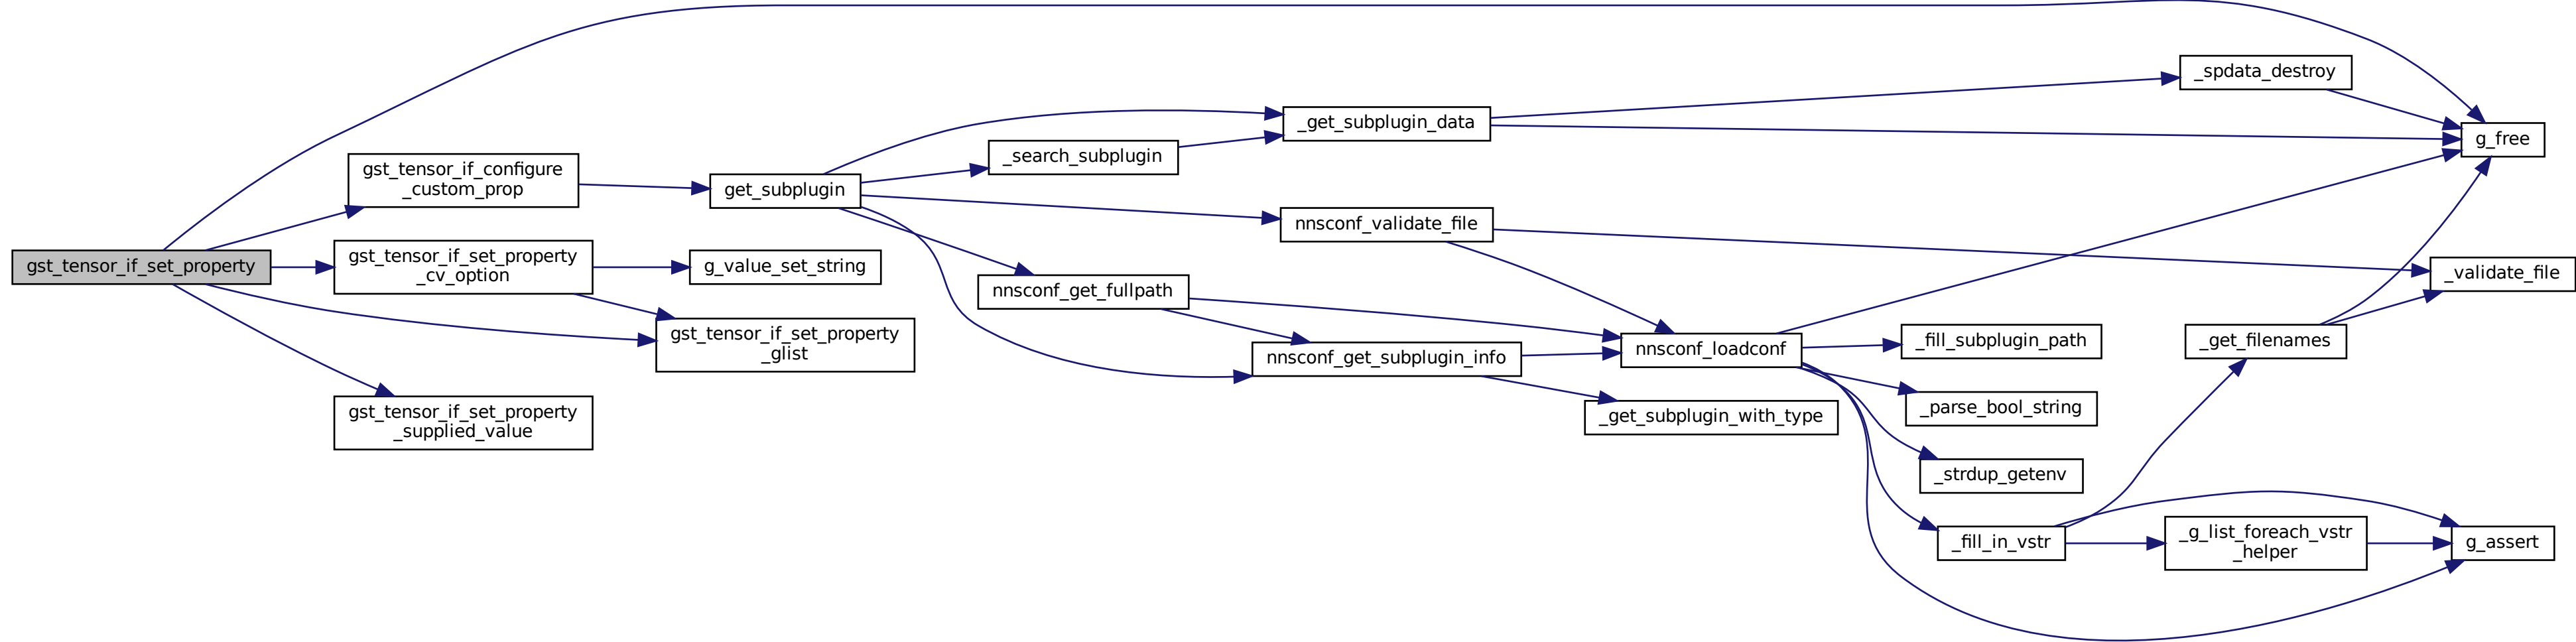 gst_tensor_if_set_property
gst_tensor_if_configure
_custom_prop
gst_tensor_if_set_property
_cv_option
gst_tensor_if_set_property
_supplied_value
get_subplugin
g_value_set_string
gst_tensor_if_set_property
_glist
_search_subplugin
nnsconf_get_fullpath
_get_subplugin_data
nnsconf_validate_file
nnsconf_get_subplugin_info
nnsconf_loadconf
_get_subplugin_with_type
_fill_subplugin_path
_parse_bool_string
_strdup_getenv
_fill_in_vstr
_spdata_destroy
_get_filenames
_g_list_foreach_vstr
_helper
g_free
_validate_file
g_assert